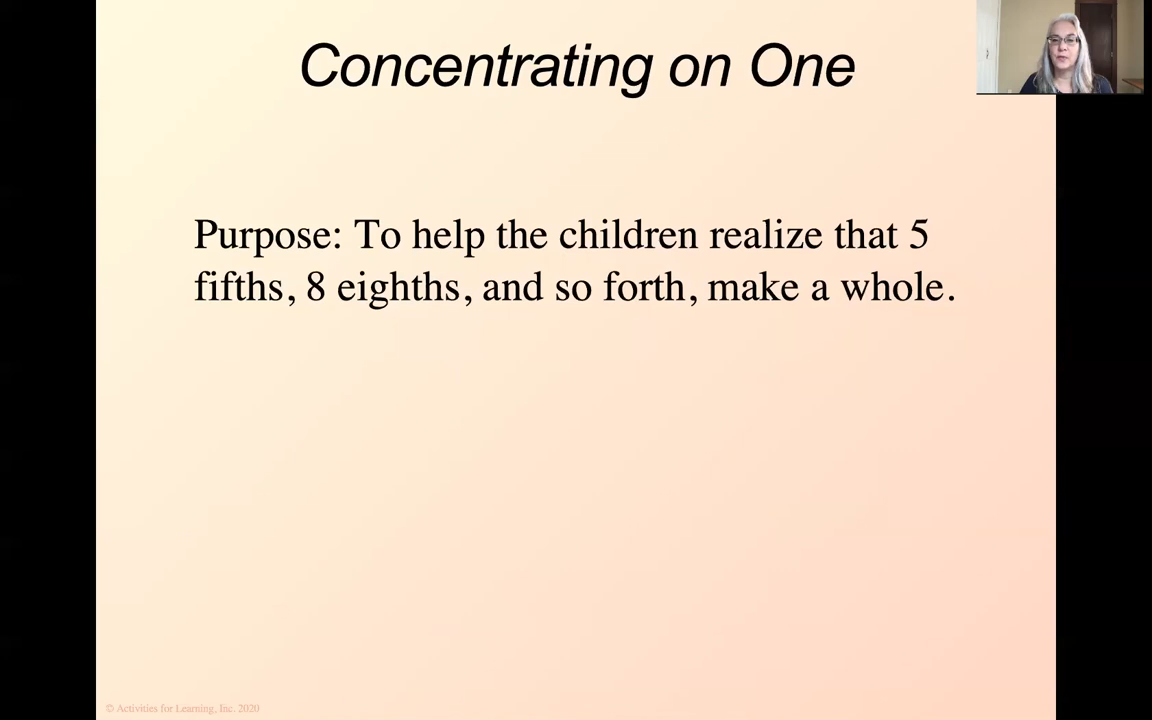 Concentrating on One
Purpose: To help the children realize that 5
fifths, 8 eighths, and so forth, make a whole.
© Activities for Learning, Inc. 2020